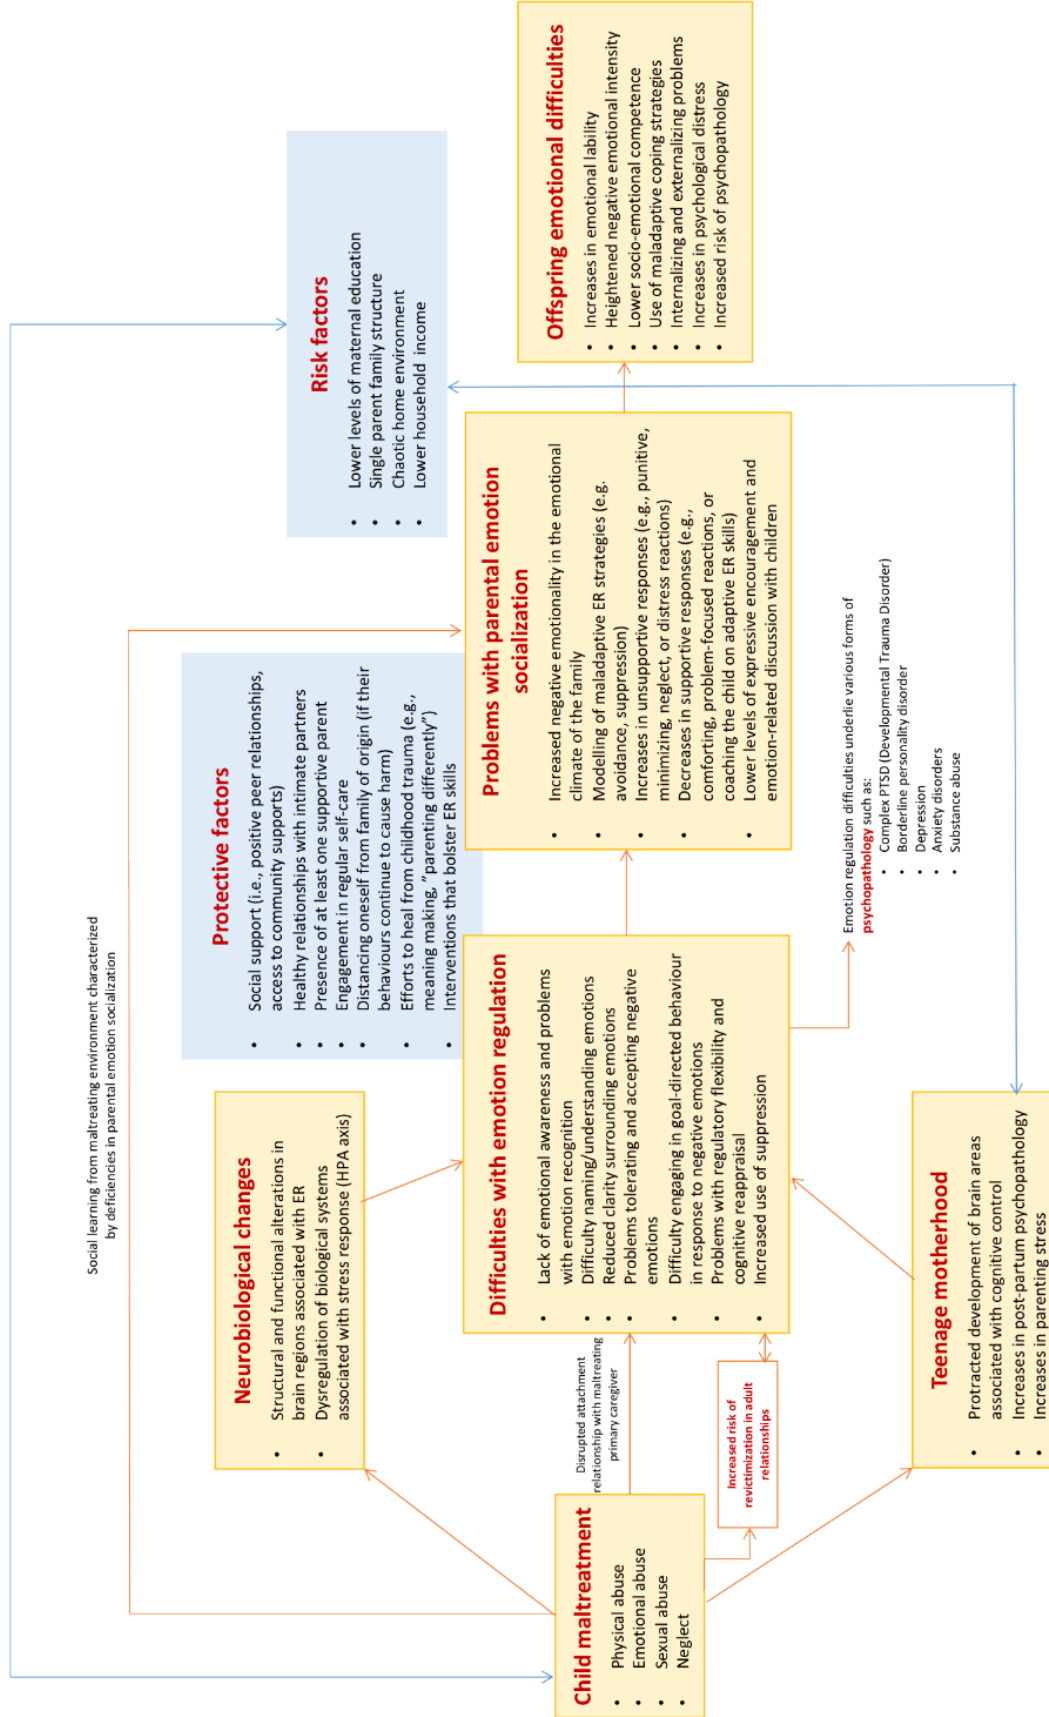 Social learning from maltreating environment characterized
by deficiencies in parental emotion socialization
Neurobiological changes
• Structural and functional alterations in
brain regions associated with ER
• Dysregulation of biological systems
associated with stress response (HPA axis)
Protective factors
• Social support (i.e., positive peer relationships,
access to community supports)
• Healthy relationships with intimate partners
• Presence of at least one supportive parent
• Engagement in regular self-care
• Distancing oneself from family of origin (if their
behaviours continue to cause harm)
• Efforts to heal from childhood trauma (e.g.,
meaning making, "parenting differently")
• Interventions that bolster ER skills
Risk factors
• Lower levels of maternal education
• Single parent family structure
• Chaotic home environment
• Lower household income
Child maltreatment
• Physical abuse
• Emotional abuse
• Sexual abuse
• Neglect
Disrupted attachment
relationship with maltreating
primary caregiver
Increased risk of
revictimization in adult
relationships
Difficulties with emotion regulation
• Lack of emotional awareness and problems
with emotion recognition
• Difficulty naming/understanding emotions
• Reduced clarity surrounding emotions
• Problems tolerating and accepting negative
emotions
• Difficulty engaging in goal-directed behaviour
in response to negative emotions
• Problems with regulatory flexibility and
cognitive reappraisal
• Increased use of suppression
Problems with parental emotion
socialization
• Increased negative emotionality in the emotional
climate of the family
• Modelling of maladaptive ER strategies (e.g.
avoidance, suppression)
• Increases in unsupportive responses (e.g., punitive,
minimizing, neglect, or distress reactions)
• Decreases in supportive responses (e.g.,
comforting, problem-focused reactions, or
coaching the child on adaptive ER skills)
• Lower levels of expressive encouragement and
emotion-related discussion with children
Offspring emotional difficulties
• Increases in emotional lability
• Heightened negative emotional intensity
• Lower socio-emotional competence
• Use of maladaptive coping strategies
• Internalizing and externalizing problems
• Increases in psychological distress
• Increased risk of psychopathology
Emotion regulation difficulties underlie various forms of
psychopathology such as:
• Complex PTSD (Developmental Trauma Disorder)
• Borderline personality disorder
• Depression
• Anxiety disorders
• Substance abuse
Teenage motherhood
• Protracted development of brain areas
associated with cognitive control
• Increases in post-partum psychopathology
• Increases in parenting stress